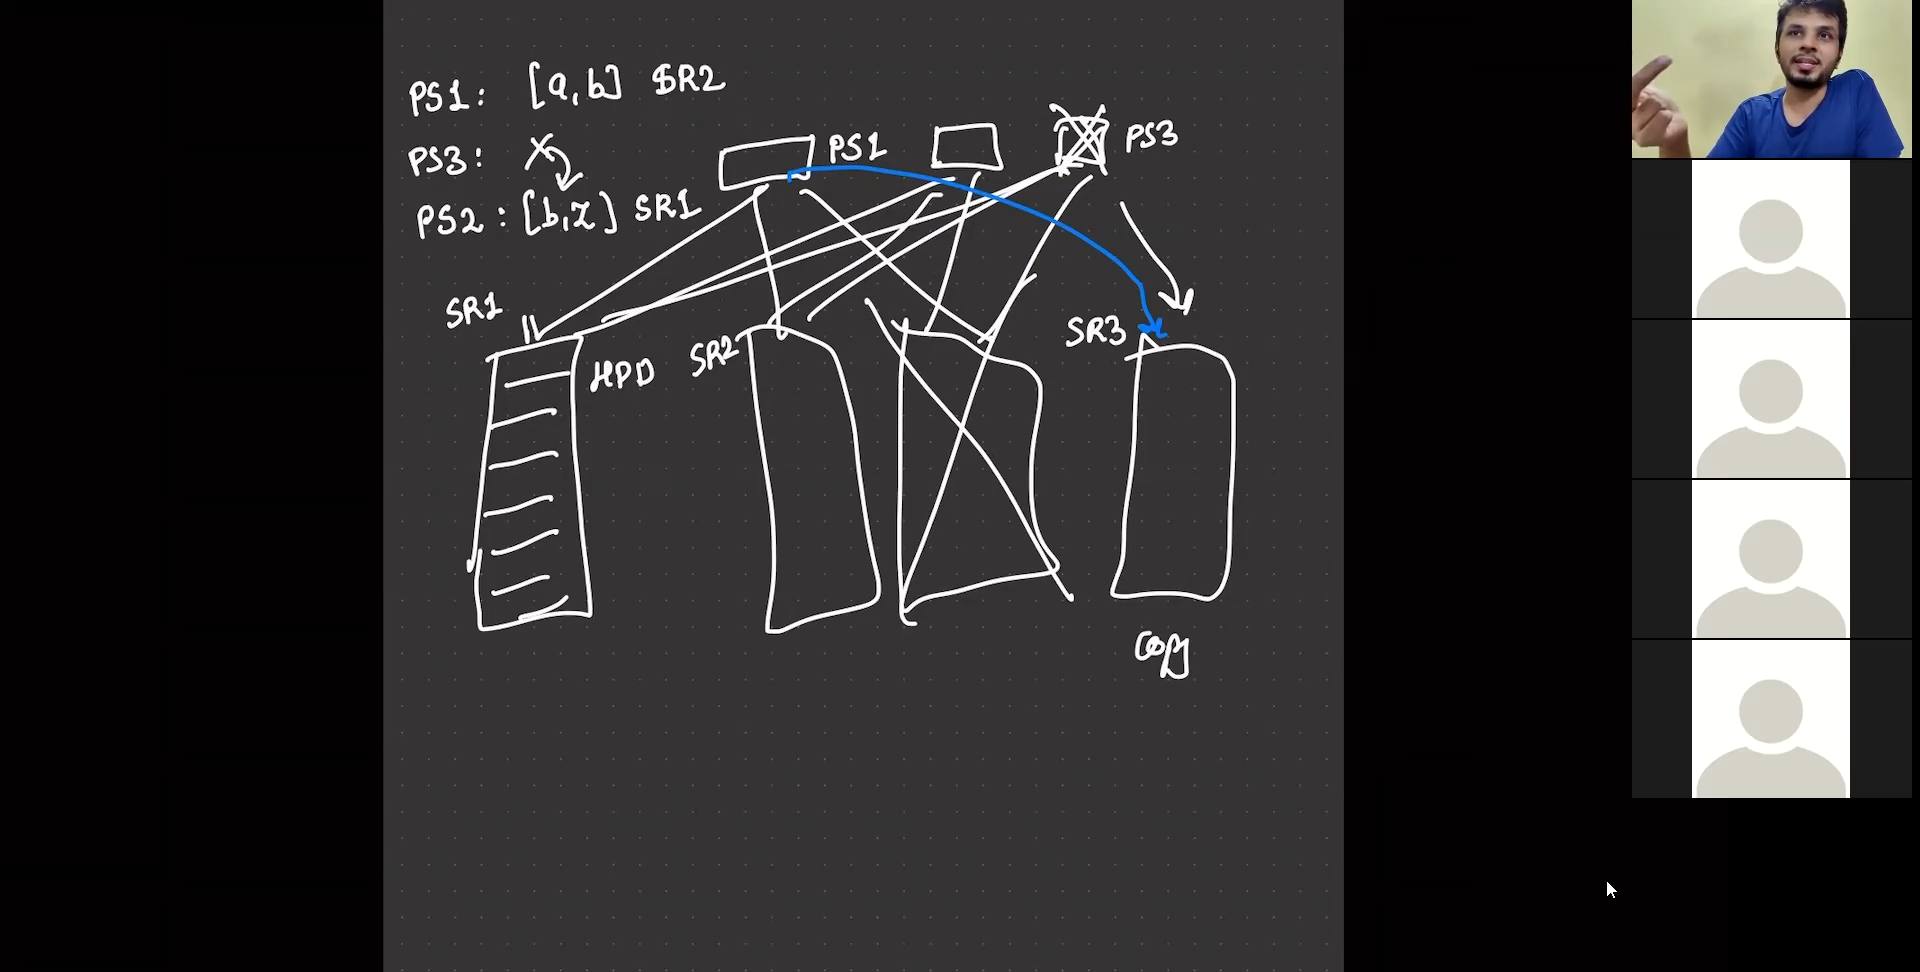 PS1: [a,b] SR2
PS3: X
PS2: [b,z] SR1
PS1
PS3
SR1
HPD
SR2
SR3
Copy